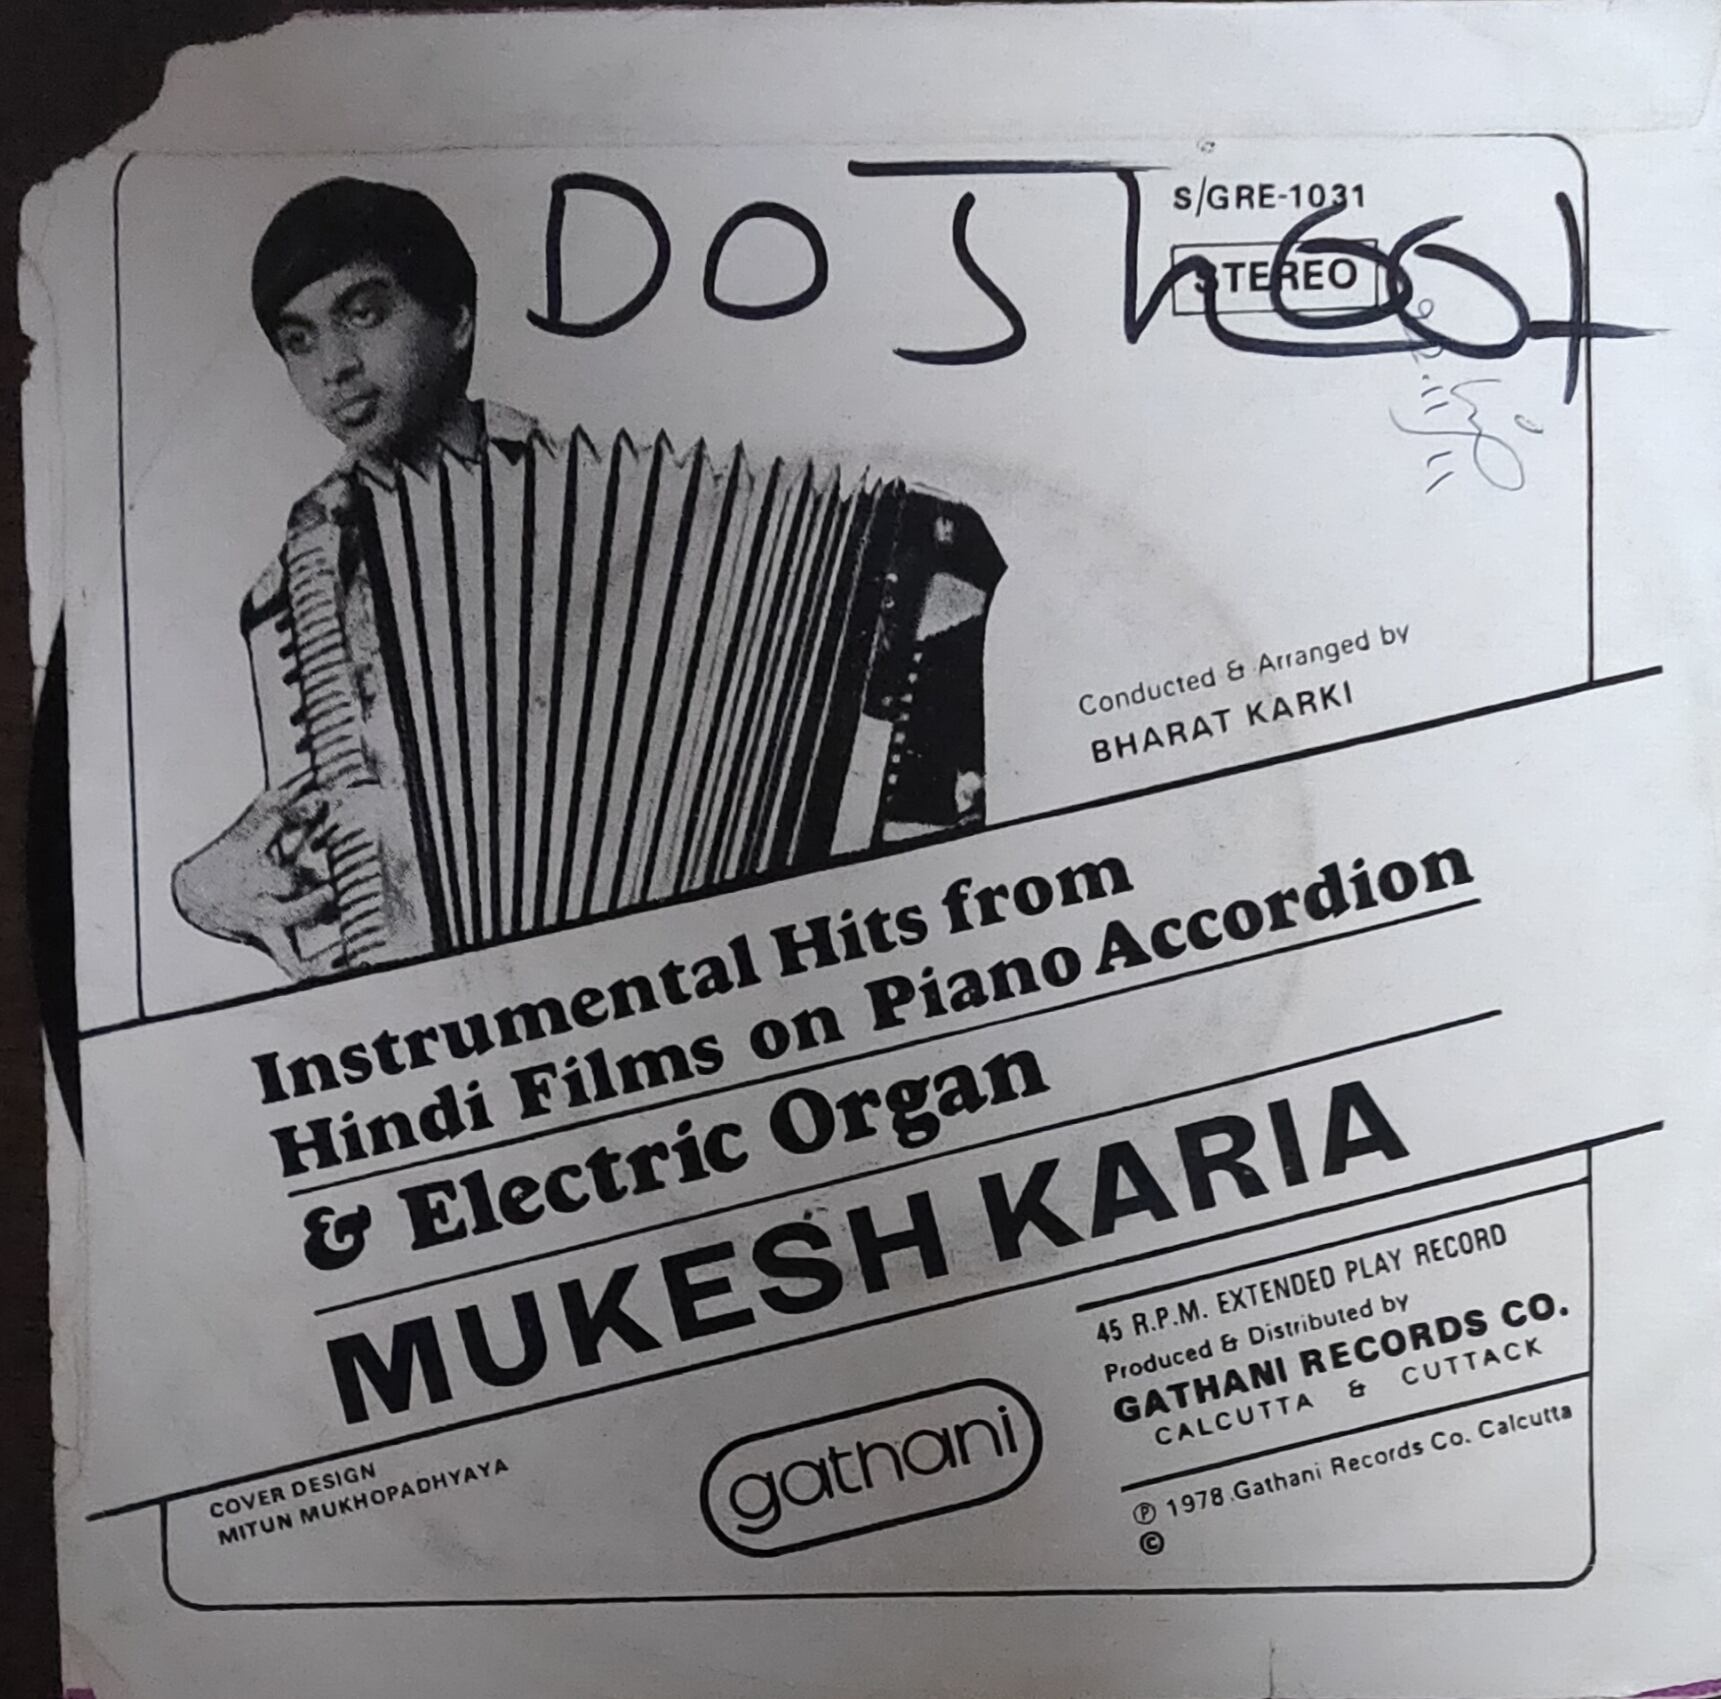 DO
S/GRE-1031
STEREO
Conducted & Arranged by
BHARAT KARKI
Instrumental Hits from
Hindi Films on Piano Accordion
& Electric Organ
MUKESH KARIA
45 R.P.M. EXTENDED PLAY RECORD
Produced & Distributed by
GATHANI RECORDS CO.
CALCUTTA & CUTTACK
℗ 1978.Gathani Records Co. Calcutta
©
gathani
COVER DESIGN
MITUN MUKHOPADHYAYA